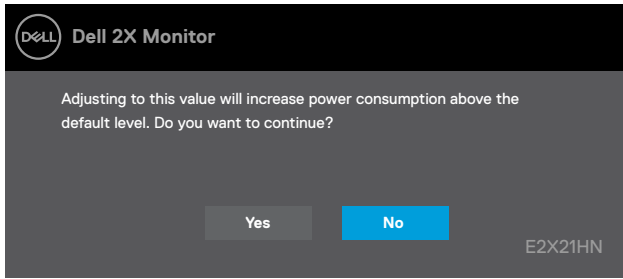 DELL Dell 2X Monitor
Adjusting to this value will increase power consumption above the
default level. Do you want to continue?
Yes No
E2X21HN